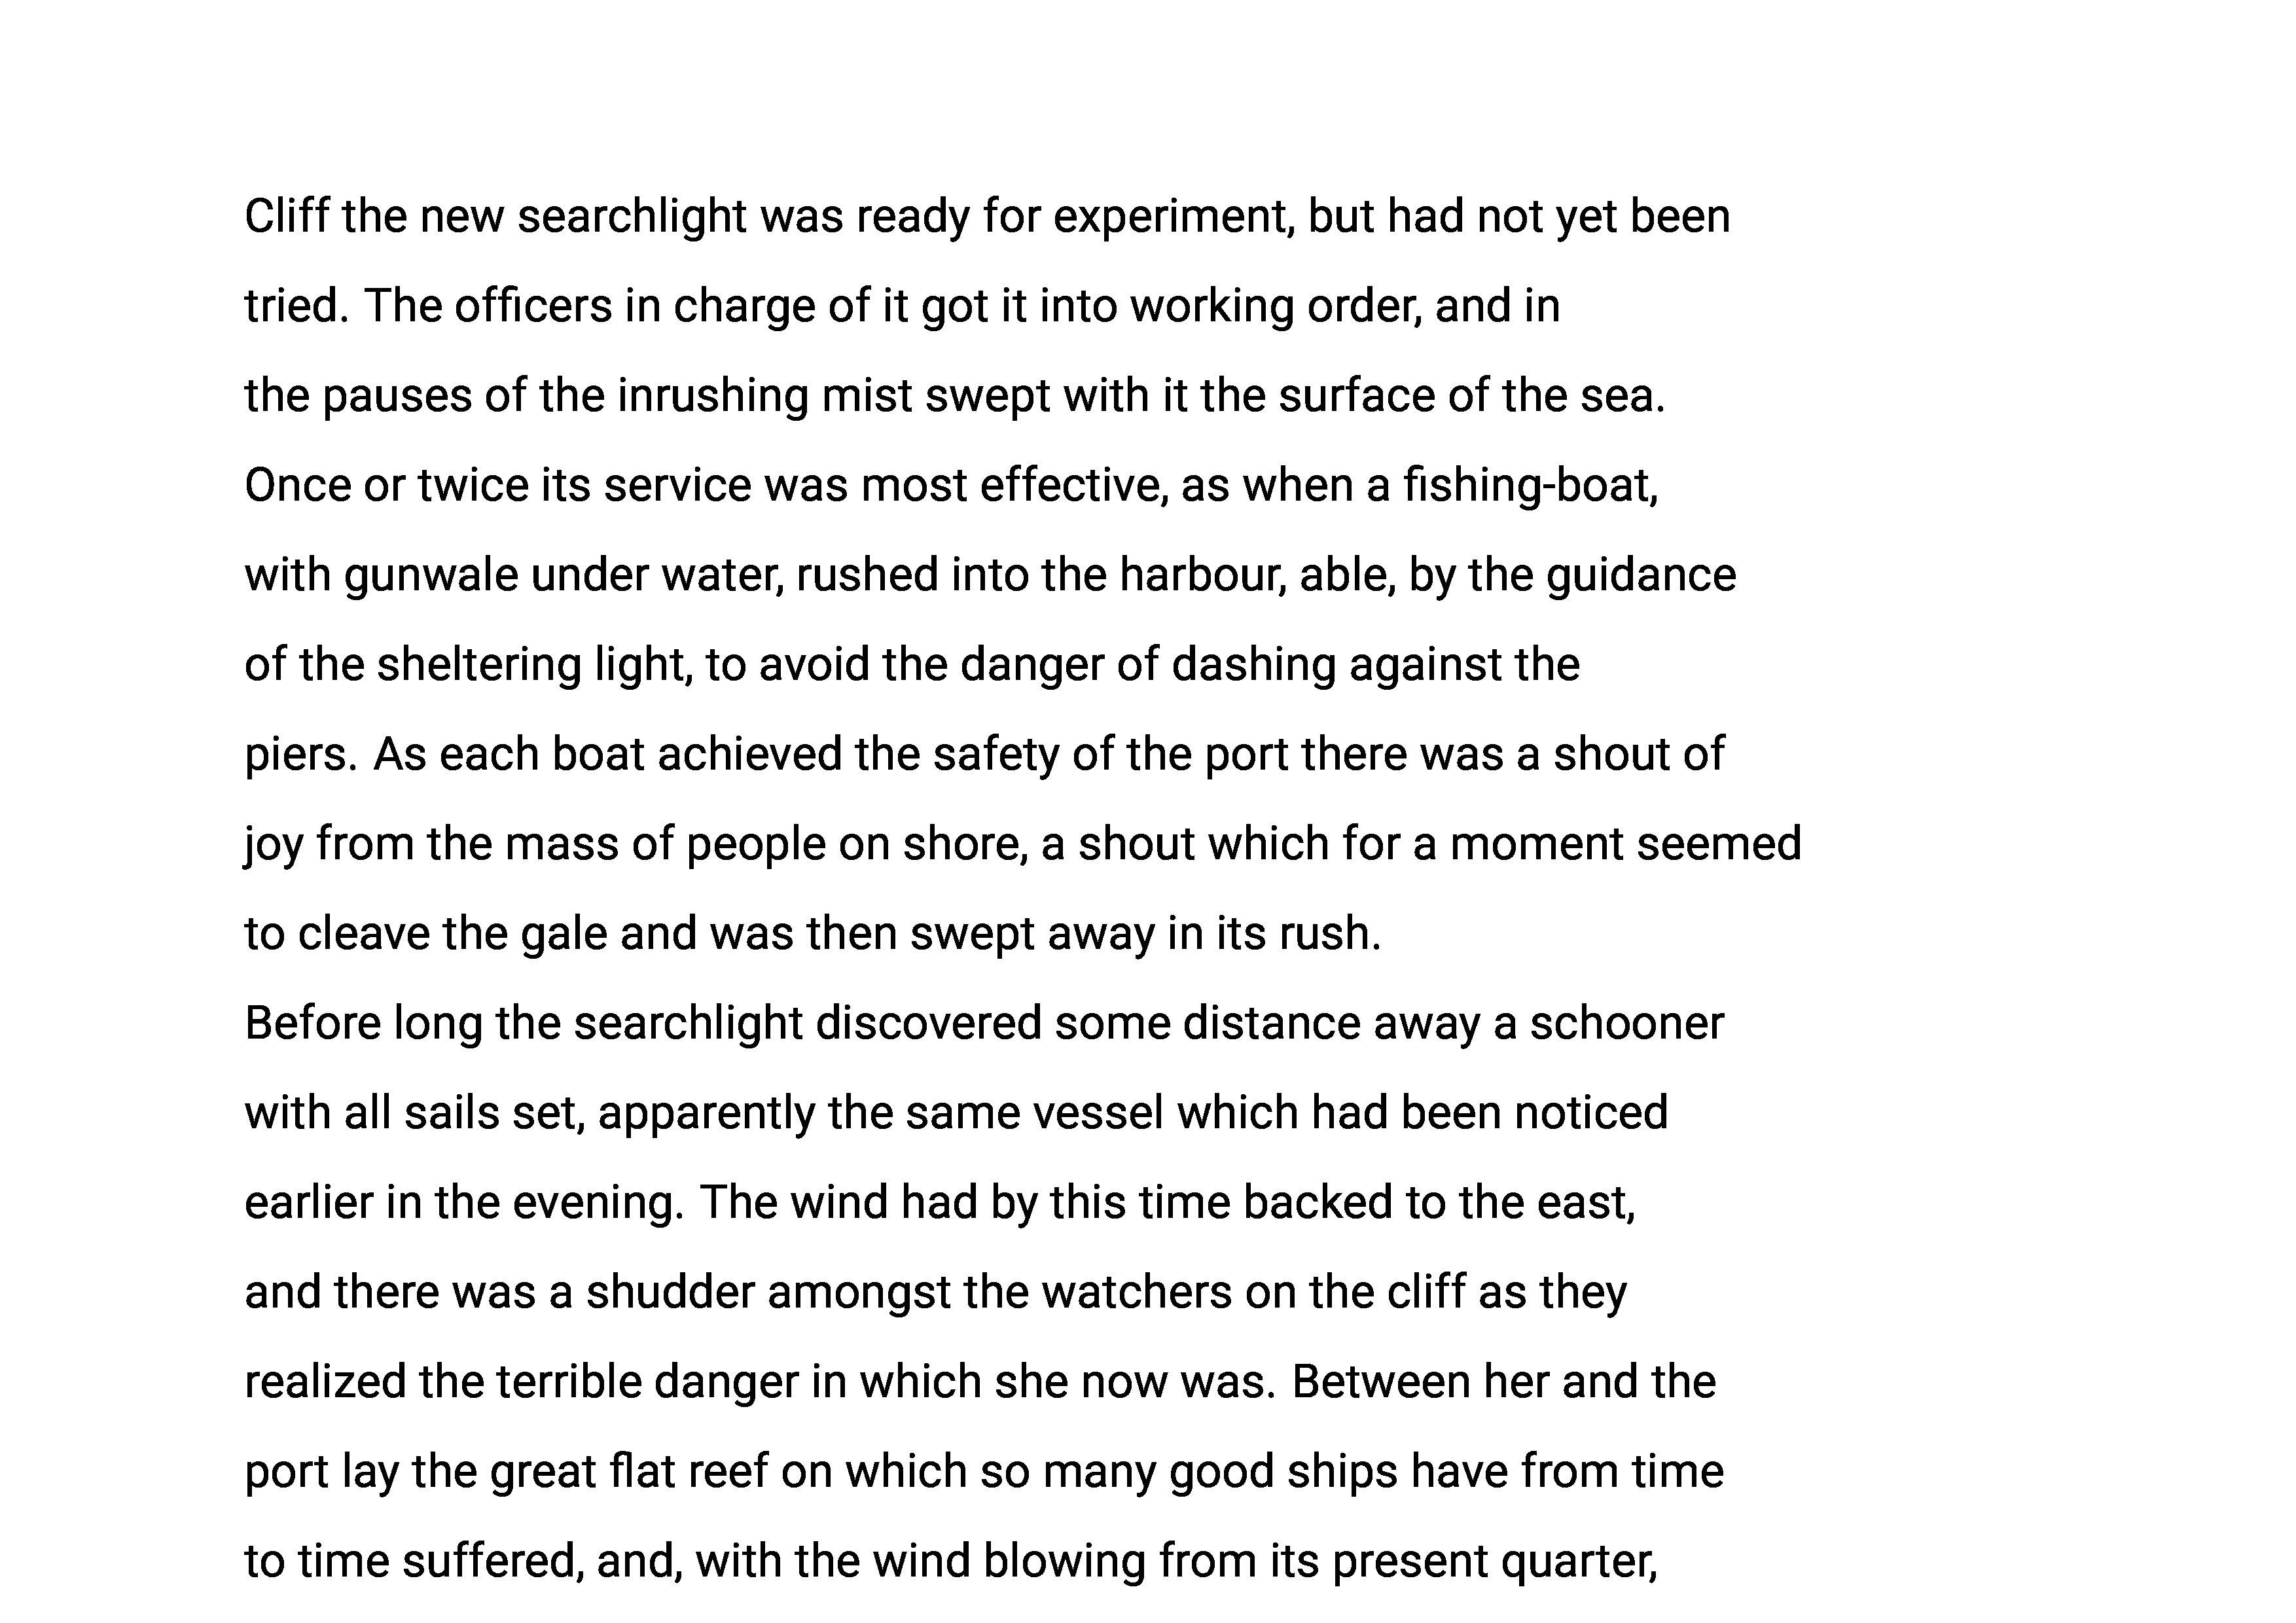 Cliff the new searchlight was ready for experiment, but had not yet been
tried. The officers in charge of it got it into working order, and in
the pauses of the inrushing mist swept with it the surface of the sea.
Once or twice its service was most effective, as when a fishing-boat,
with gunwale under water, rushed into the harbour, able, by the guidance
of the sheltering light, to avoid the danger of dashing against the
piers. As each boat achieved the safety of the port there was a shout of
joy from the mass of people on shore, a shout which for a moment seemed
to cleave the gale and was then swept away in its rush.
Before long the searchlight discovered some distance away a schooner
with all sails set, apparently the same vessel which had been noticed
earlier in the evening. The wind had by this time backed to the east,
and there was a shudder amongst the watchers on the cliff as they
realized the terrible danger in which she now was. Between her and the
port lay the great flat reef on which so many good ships have from time
to time suffered, and, with the wind blowing from its present quarter,